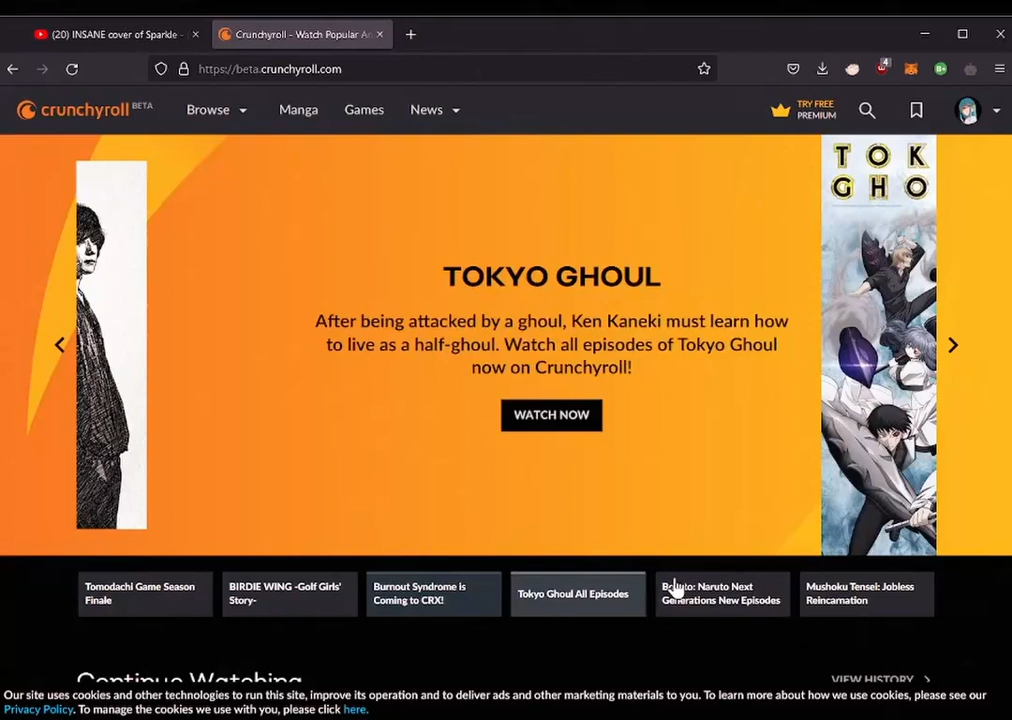 (20) INSANE cover of Sparkle -
Crunchyroll - Watch Popular An
https://beta.crunchyroll.com
4
crunchyroll BETA
Browse
Manga
Games
News
TRY FREE
PREMIUM
TOK
GHO
TOKYO GHOUL
After being attacked by a ghoul, Ken Kaneki must learn how
to live as a half-ghoul. Watch all episodes of Tokyo Ghoul
now on Crunchyroll!
WATCH NOW
Tomodachi Game Season
Finale
BIRDIE WING -Golf Girls'
Story-
Burnout Syndrome is
Coming to CRX!
Tokyo Ghoul All Episodes
Boruto: Naruto Next
Generations New Episodes
Mushoku Tensei: Jobless
Reincarnation
Continue Watching
VIEW HISTORY
Our site uses cookies and other technologies to run this site, improve its operation and to deliver ads and other marketing materials to you. To learn more about how we use cookies, please see our
Privacy Policy. To manage the cookies we use with you, please click here.